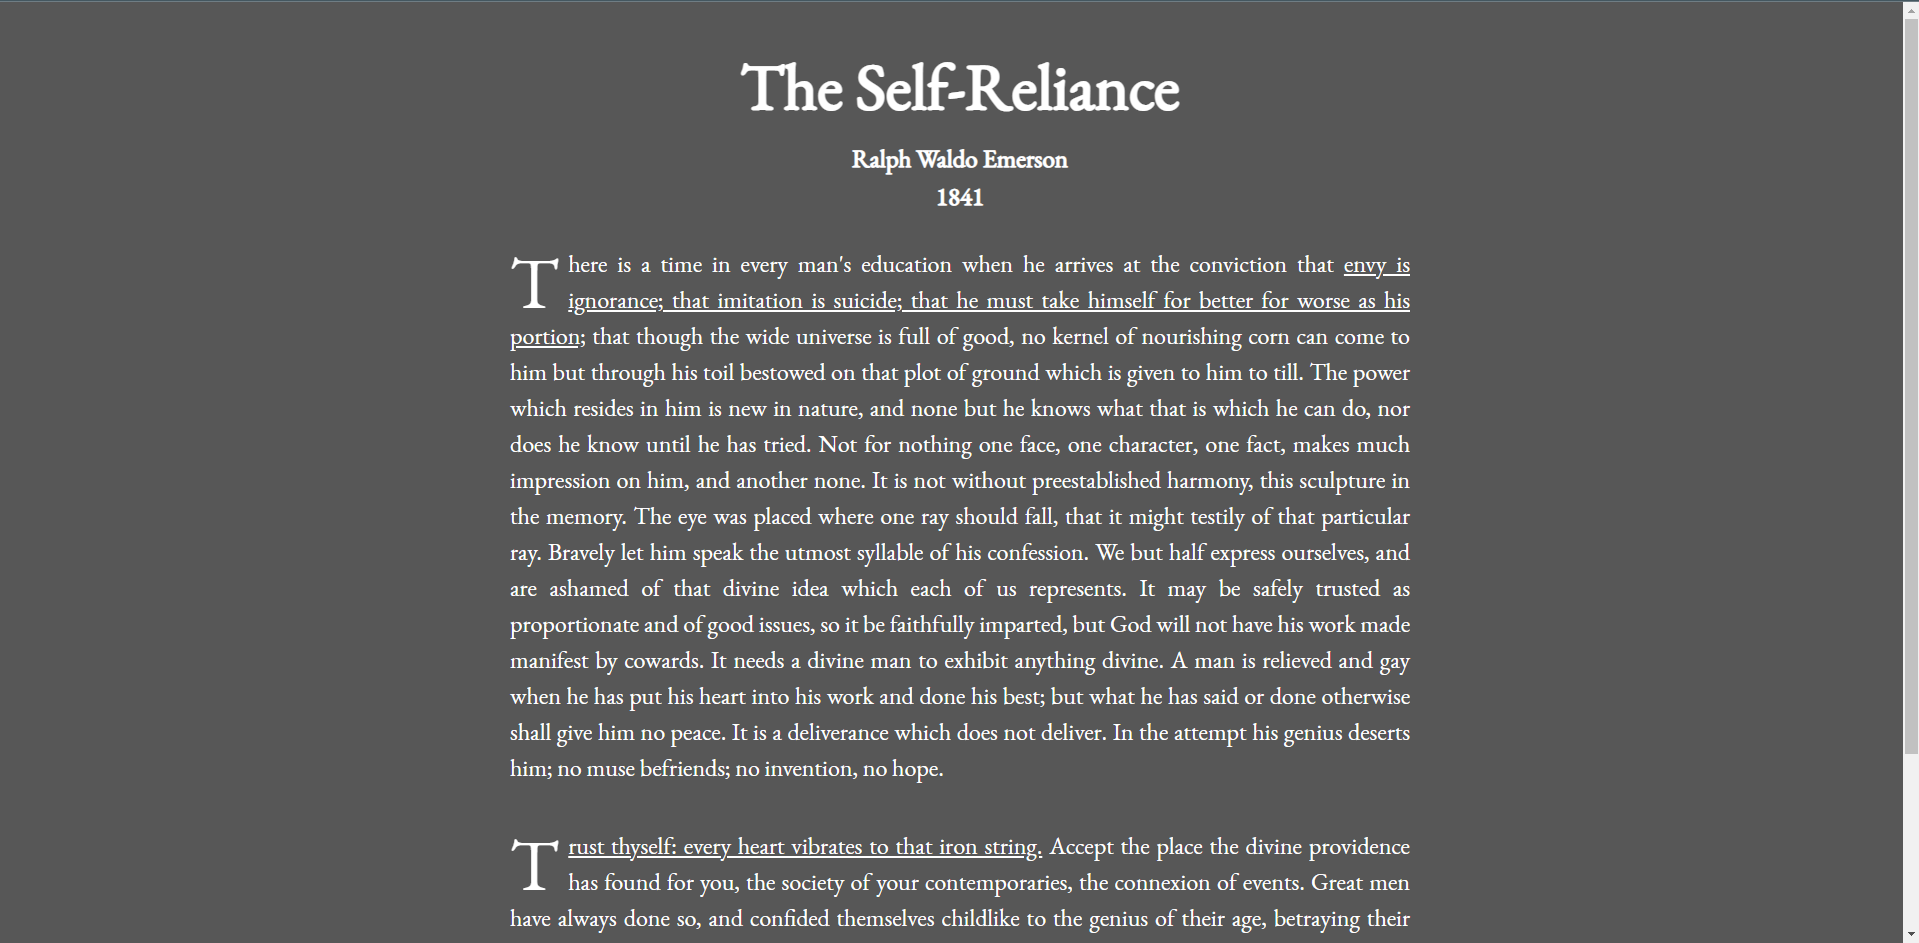 The Self-Reliance
Ralph Waldo Emerson
1841
There is a time in every man's education when he arrives at the conviction that envy is
ignorance; that imitation is suicide; that he must take himself for better for worse as his
portion; that though the wide universe is full of good, no kernel of nourishing corn can come to
him but through his toil bestowed on that plot of ground which is given to him to till. The power
which resides in him is new in nature, and none but he knows what that is which he can do, nor
does he know until he has tried. Not for nothing one face, one character, one fact, makes much
impression on him, and another none. It is not without preestablished harmony, this sculpture in
the memory. The eye was placed where one ray should fall, that it might testily of that particular
ray. Bravely let him speak the utmost syllable of his confession. We but half express ourselves, and
are ashamed of that divine idea which each of us represents. It may be safely trusted as
proportionate and of good issues, so it be faithfully imparted, but God will not have his work made
manifest by cowards. It needs a divine man to exhibit anything divine. A man is relieved and gay
when he has put his heart into his work and done his best; but what he has said or done otherwise
shall give him no peace. It is a deliverance which does not deliver. In the attempt his genius deserts
him; no muse befriends; no invention, no hope.
Trust thyself: every heart vibrates to that iron string. Accept the place the divine providence
has found for you, the society of your contemporaries, the connexion of events. Great men
have always done so, and confided themselves childlike to the genius of their age, betraying their